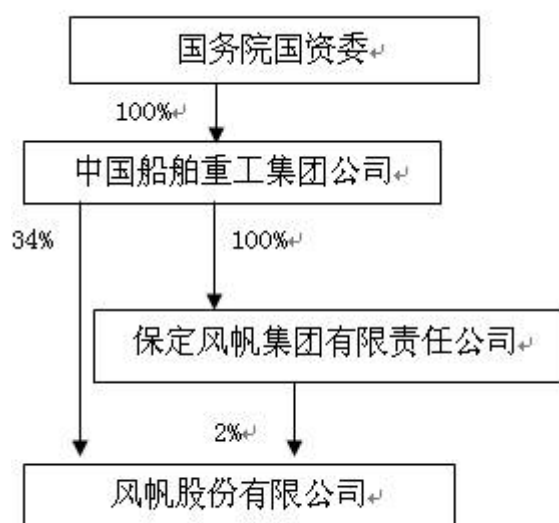 国务院国资委
100%
中国船舶重工集团公司
34%
100%
保定风帆集团有限责任公司
2%
风帆股份有限公司